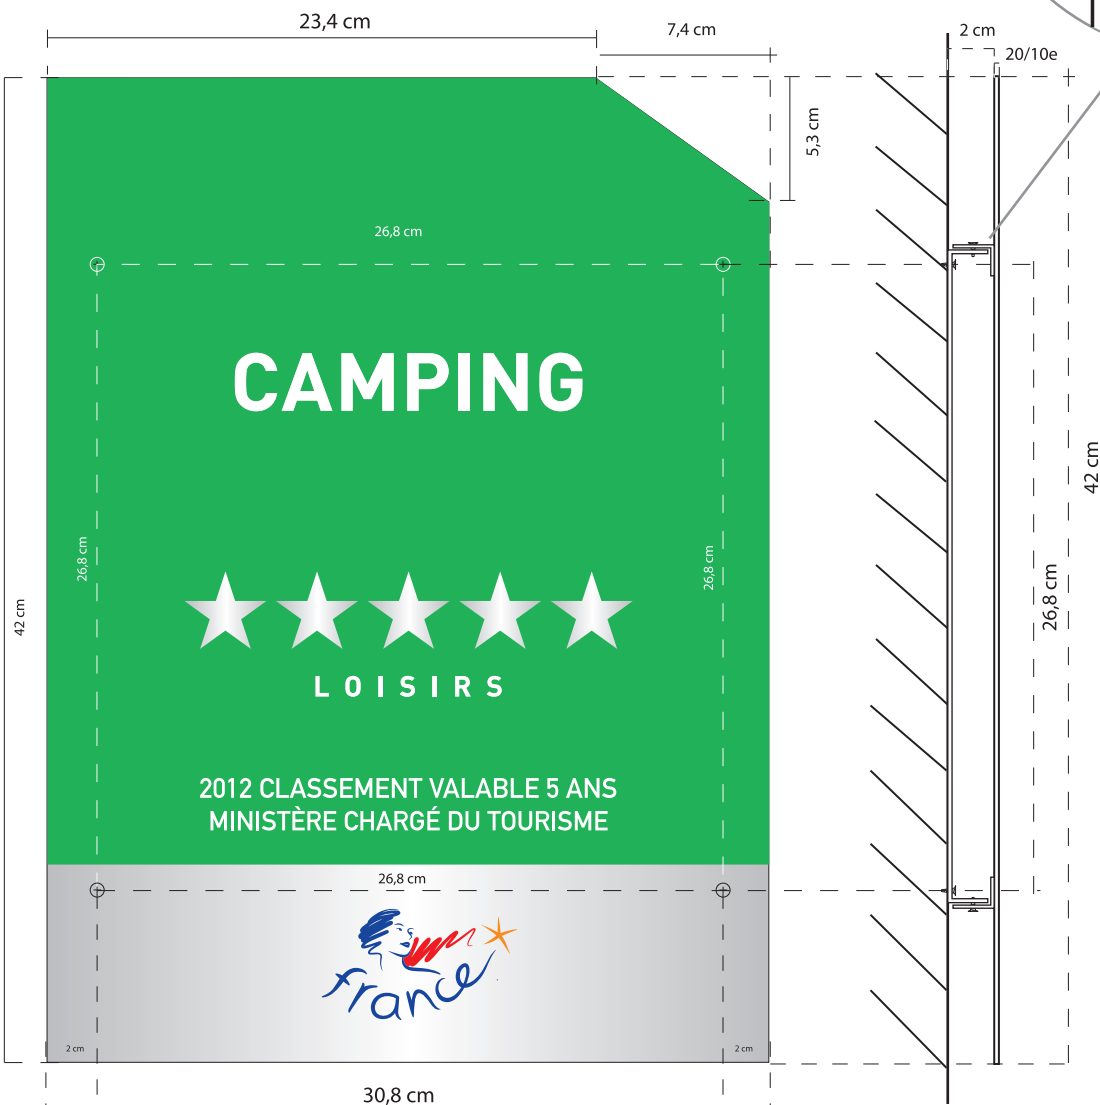 23,4 cm
7,4 cm
2 cm
20/10e
5,3 cm
26,8 cm
CAMPING
42 cm
26,8 cm
26,8 cm
26,8 cm
42 cm
LOISIRS
2012 CLASSEMENT VALABLE 5 ANS
MINISTÈRE CHARGÉ DU TOURISME
26,8 cm
france
2 cm
2 cm
30,8 cm